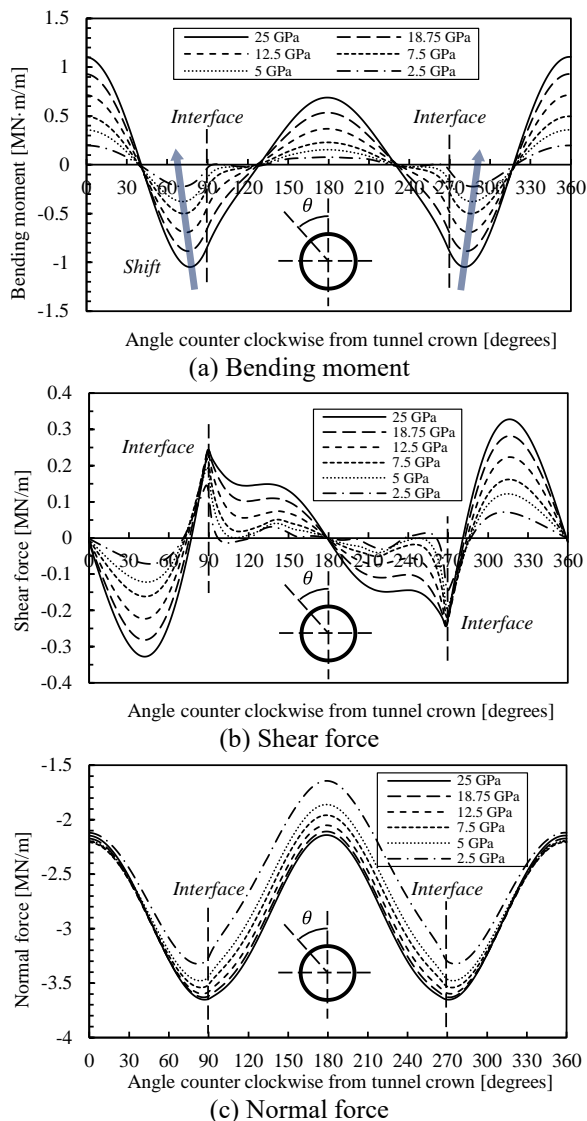 25 GPa 18.75 GPa
12.5 GPa 7.5 GPa
5 GPa 2.5 GPa
Interface Interface
Bending moment [MN·m/m]
1.5
1
0.5
0
-0.5
-1
-1.5
0 30 60 90 120 150 180 210 240 270 300 330 360
θ
Shift
Angle counter clockwise from tunnel crown [degrees]
(a) Bending moment
0.4
0.3
0.2
0.1
0
-0.1
-0.2
-0.3
-0.4
Shear force [MN/m]
25 GPa
18.75 GPa
12.5 GPa
7.5 GPa
5 GPa
2.5 GPa
Interface
0 30 60 90 120 150 180 210 240 270 300 330 360
θ
Interface
Angle counter clockwise from tunnel crown [degrees]
(b) Shear force
-1.5
-2
-2.5
-3
-3.5
-4
Normal force [MN/m]
25 GPa
18.75 GPa
12.5 GPa
7.5 GPa
5 GPa
2.5 GPa
Interface Interface
θ
0 30 60 90 120 150 180 210 240 270 300 330 360
Angle counter clockwise from tunnel crown [degrees]
(c) Normal force